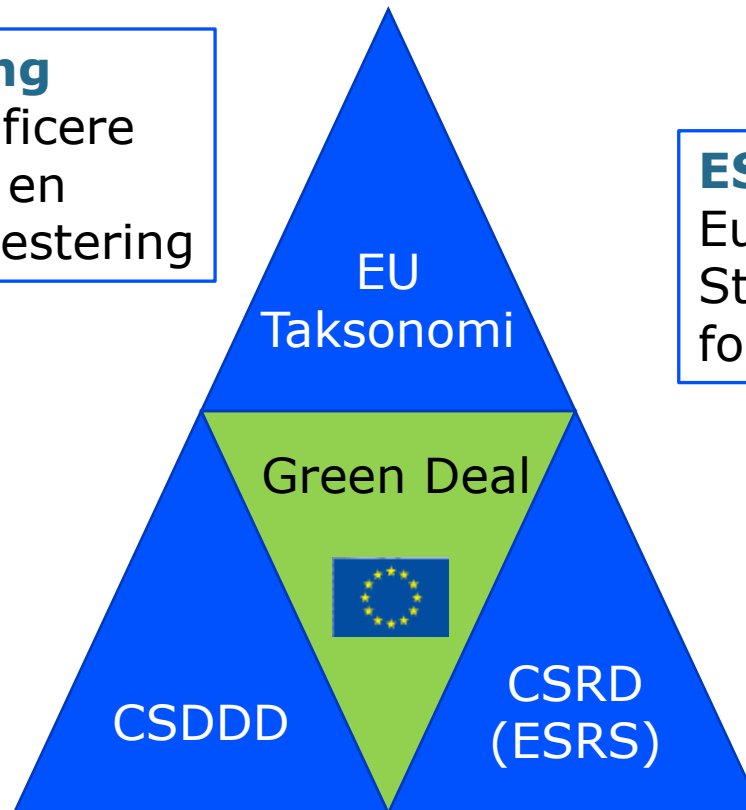 ng
ficere
en
estering
ES
Eu
St
fo
EU
Taksonomi
Green Deal
CSDDD
CSRD
(ESRS)